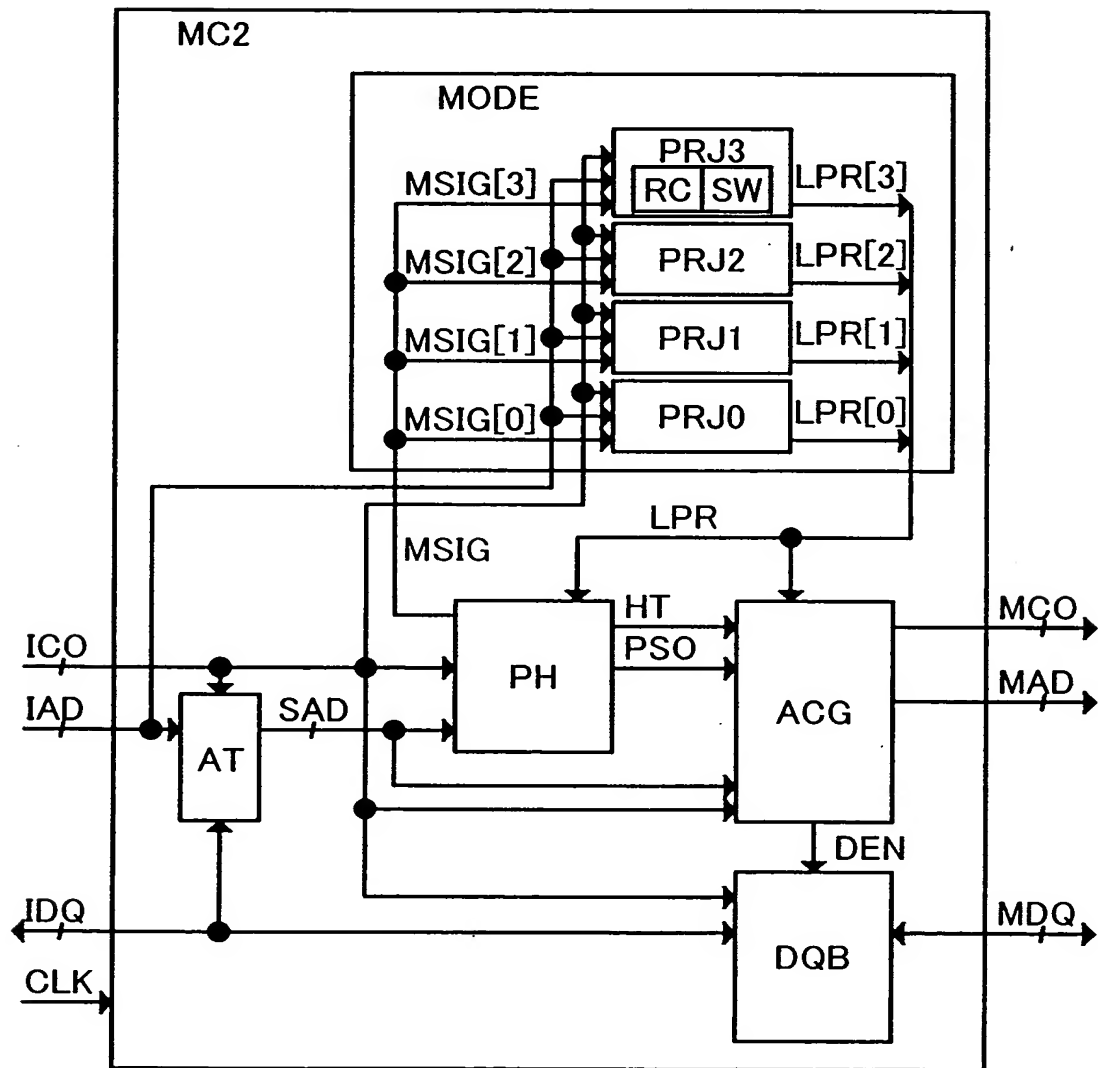 MC2
MODE
PRJ3
RC SW
MSIG[3]
LPR[3]
MSIG[2]
PRJ2
LPR[2]
MSIG[1]
PRJ1
LPR[1]
MSIG[0]
PRJ0
LPR[0]
LPR
MSIG
HT
MCO
ICO
PSO
PH
IAD
SAD
ACG
MAD
AT
DEN
IDQ
MDQ
DQB
CLK